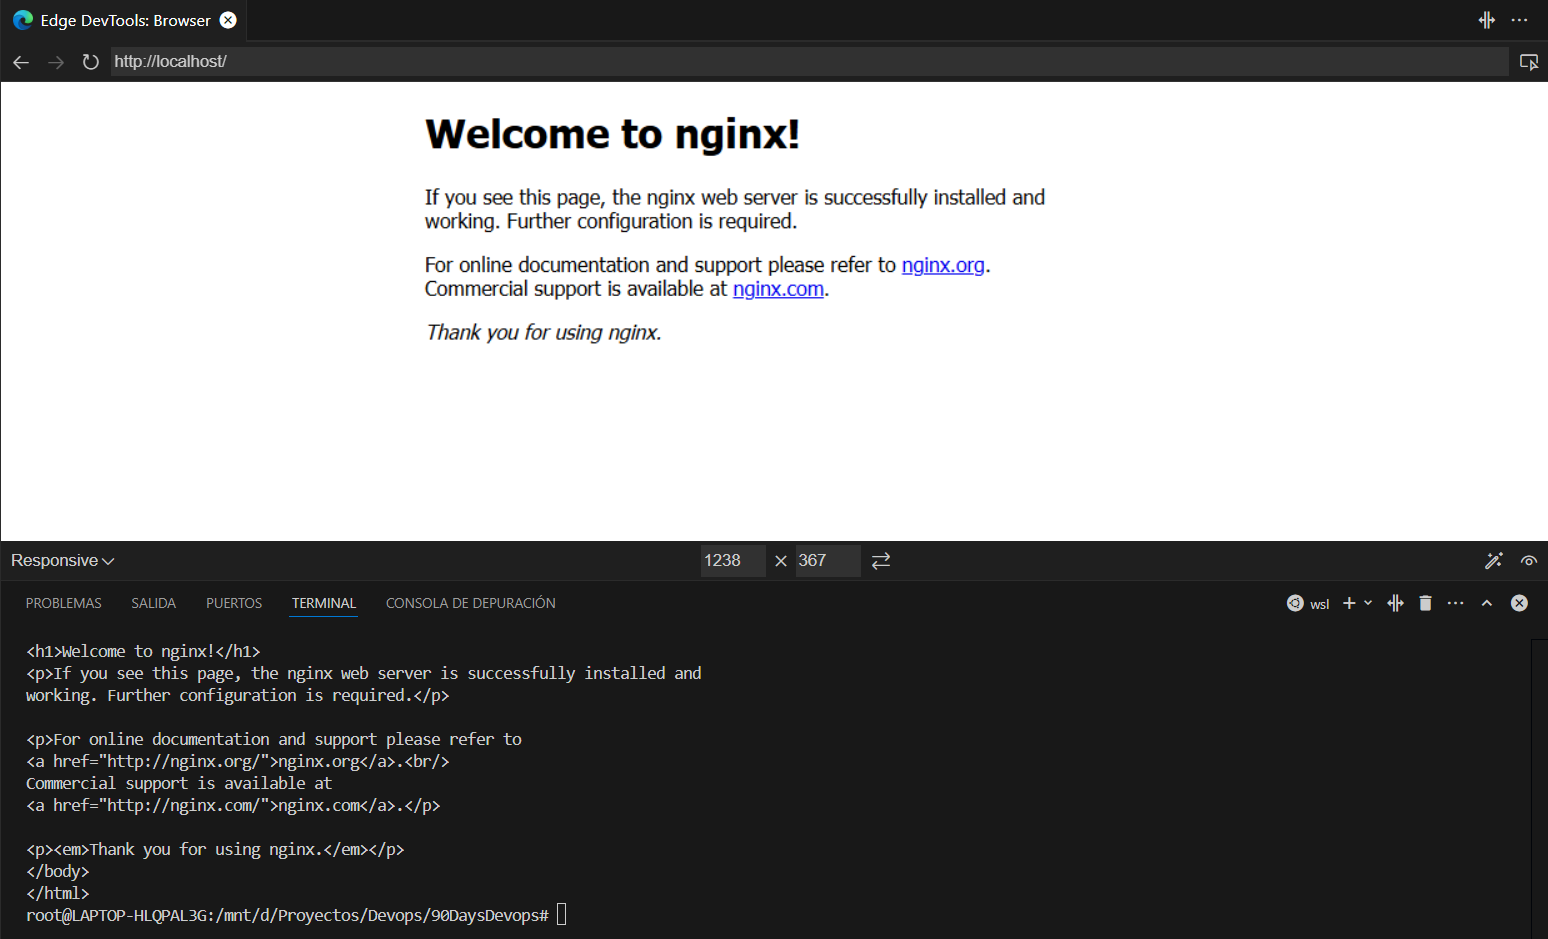 Edge DevTools: Browser
http://localhost/
Welcome to nginx!
If you see this page, the nginx web server is successfully installed and
working. Further configuration is required.
For online documentation and support please refer to nginx.org.
Commercial support is available at nginx.com.
Thank you for using nginx.
Responsive 1238 × 367
PROBLEMAS SALIDA PUERTOS TERMINAL CONSOLA DE DEPURACIÓN wsl
<h1>Welcome to nginx!</h1>
<p>If you see this page, the nginx web server is successfully installed and
working. Further configuration is required.</p>
<p>For online documentation and support please refer to
<a href="http://nginx.org/">nginx.org</a>.<br/>
Commercial support is available at
<a href="http://nginx.com/">nginx.com</a>.</p>
<p><em>Thank you for using nginx.</em></p>
</body>
</html>
root@LAPTOP-HLQPAL3G:/mnt/d/Proyectos/Devops/90DaysDevops#